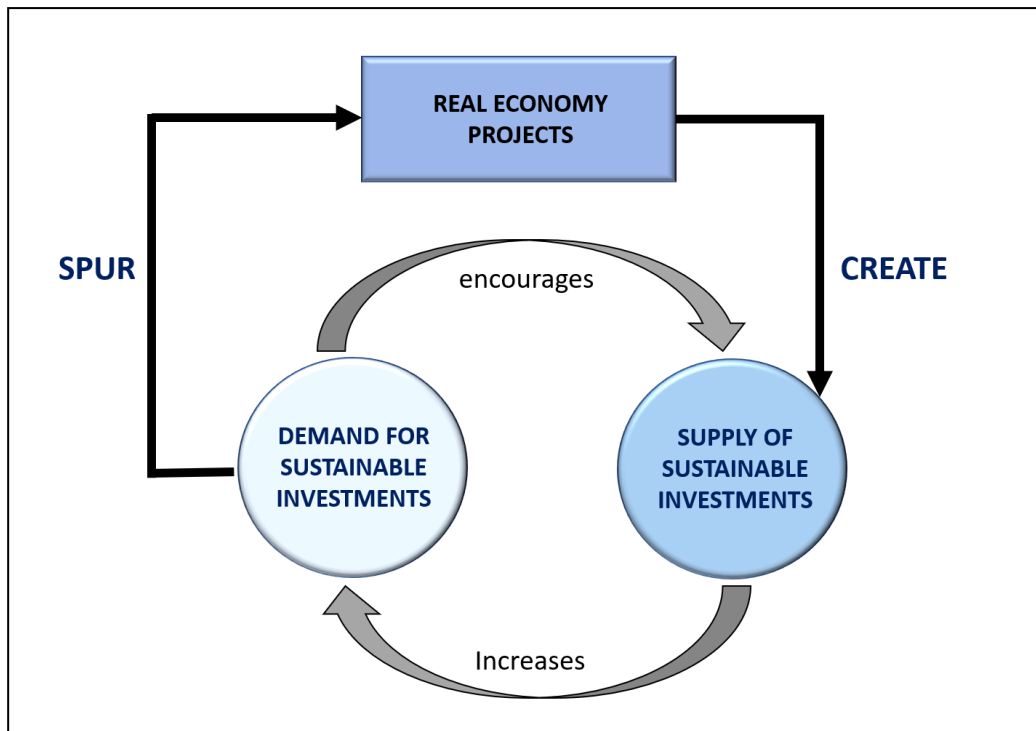 REAL ECONOMY
PROJECTS
SPUR
CREATE
encourages
DEMAND FOR
SUSTAINABLE
INVESTMENTS
SUPPLY OF
SUSTAINABLE
INVESTMENTS
Increases